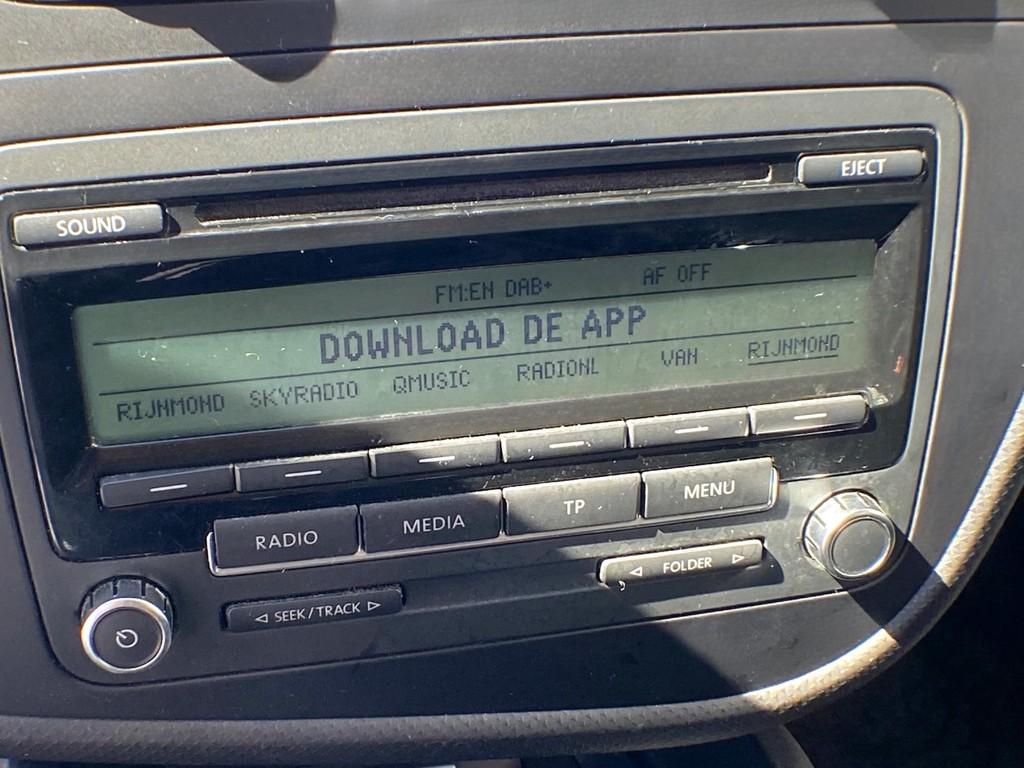 EJECT
SOUND
FM:EN DAB+ AF OFF
DOWNLOAD DE APP
RIJNMOND SKYRADIO QMUSIC RADIONL VAN RIJNMOND
RADIO MEDIA TP MENU
SEEK/TRACK FOLDER